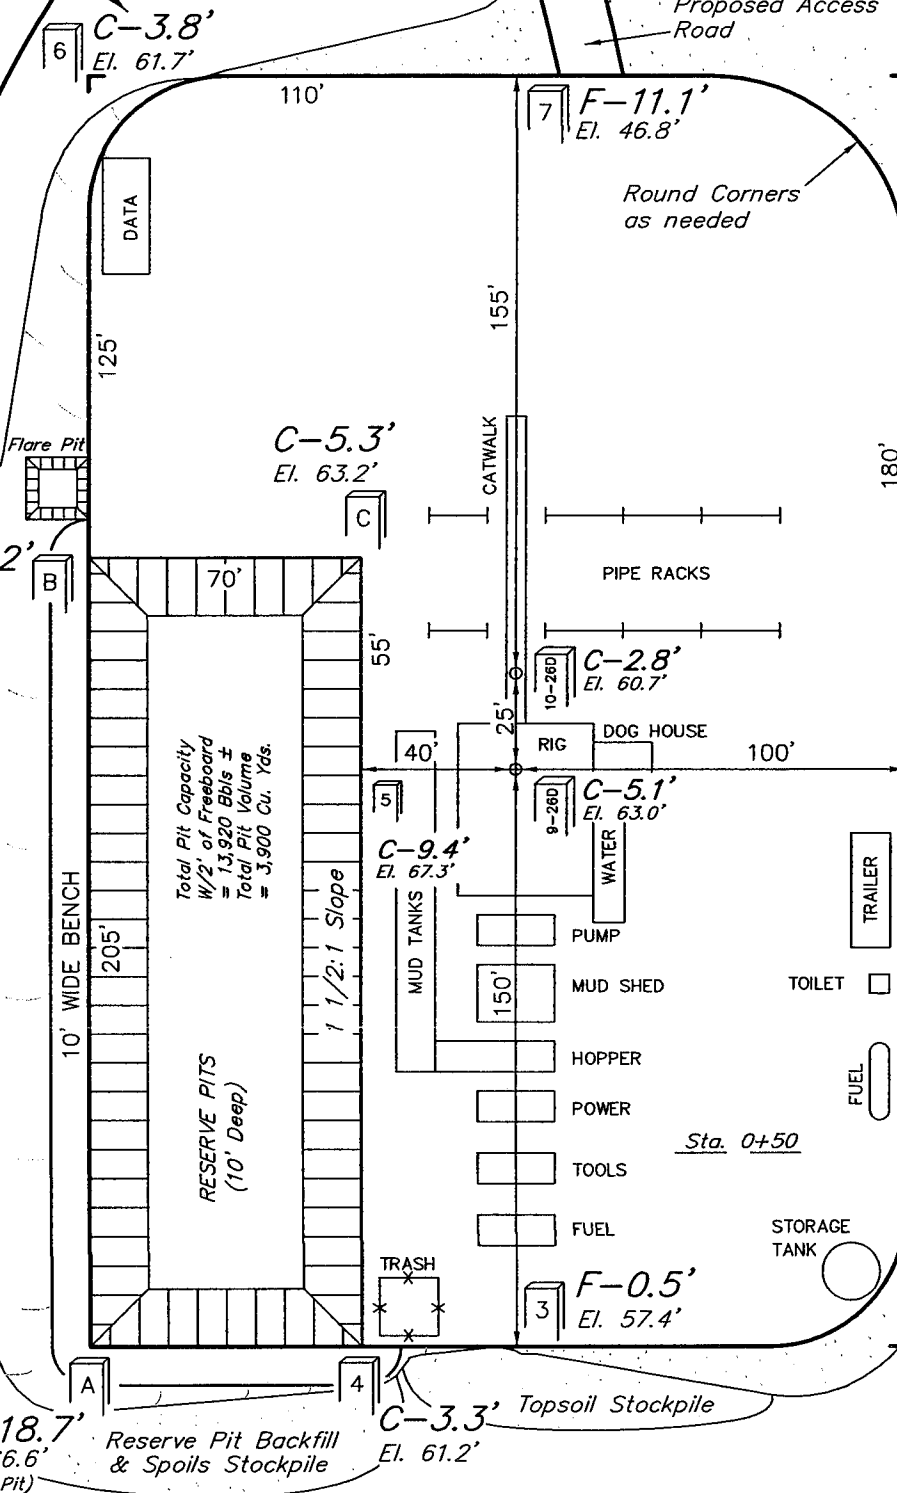 Proposed Access
Road
6
C-3.8'
El. 61.7'
110'
7
F-11.1'
El. 46.8'
Round Corners
as needed
DATA
155'
125'
Flare Pit
C-5.3'
El. 63.2'
CATWALK
180'
C
2'
B
70'
PIPE RACKS
55'
10-26D
C-2.8'
El. 60.7'
25'
RIG
DOG HOUSE
40'
100'
5
9-26D
C-5.1'
El. 63.0'
Total Pit Capacity
W/2' of Freeboard
= 13,920 Bbls ±
Total Pit Volume
= 3,900 Cu. Yds.
C-9.4'
El. 67.3'
WATER
TRAILER
10' WIDE BENCH
205'
1 1/2:1 Slope
MUD TANKS
PUMP
150'
MUD SHED
TOILET
HOPPER
RESERVE PITS
(10' Deep)
FUEL
POWER
Sta. 0+50
TOOLS
FUEL
STORAGE
TANK
TRASH
3
F-0.5'
El. 57.4'
A
4
18.7'
6.6'
Pit)
Reserve Pit Backfill
& Spoils Stockpile
C-3.3'
El. 61.2'
Topsoil Stockpile